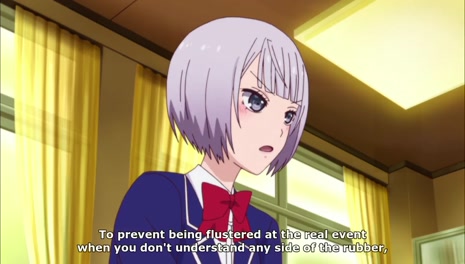 To prevent being flustered at the real event
when you don't understand any side of the rubber,